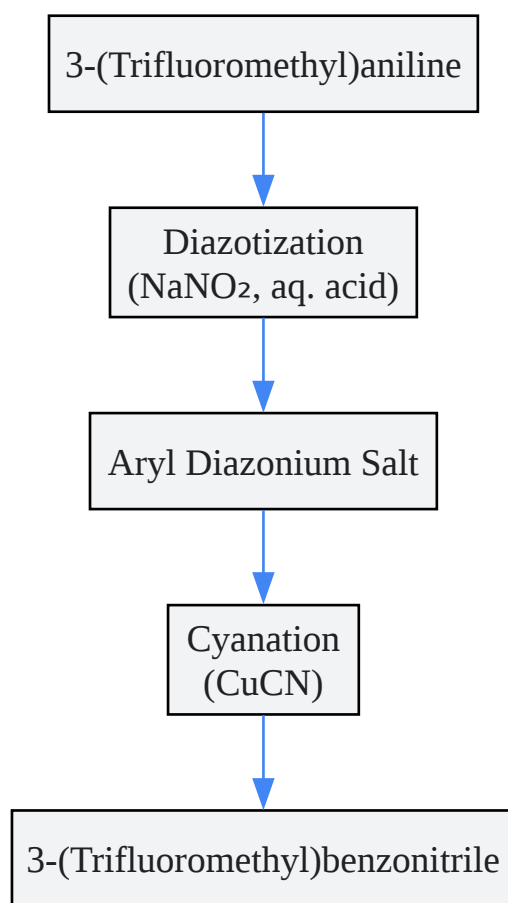 3-(Trifluoromethyl)aniline
Diazotization
(NaNO₂, aq. acid)
Aryl Diazonium Salt
Cyanation
(CuCN)
3-(Trifluoromethyl)benzonitrile